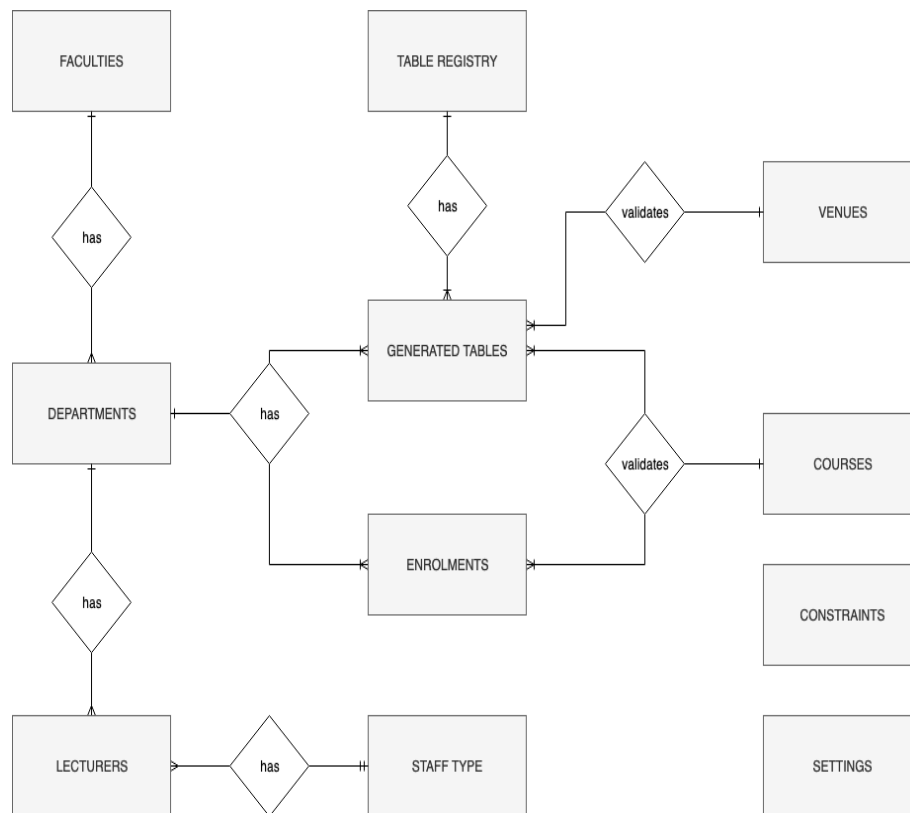 FACULTIES
TABLE REGISTRY
has
validates
VENUES
has
GENERATED TABLES
DEPARTMENTS
has
validates
COURSES
ENROLMENTS
has
CONSTRAINTS
LECTURERS
has
STAFF TYPE
SETTINGS